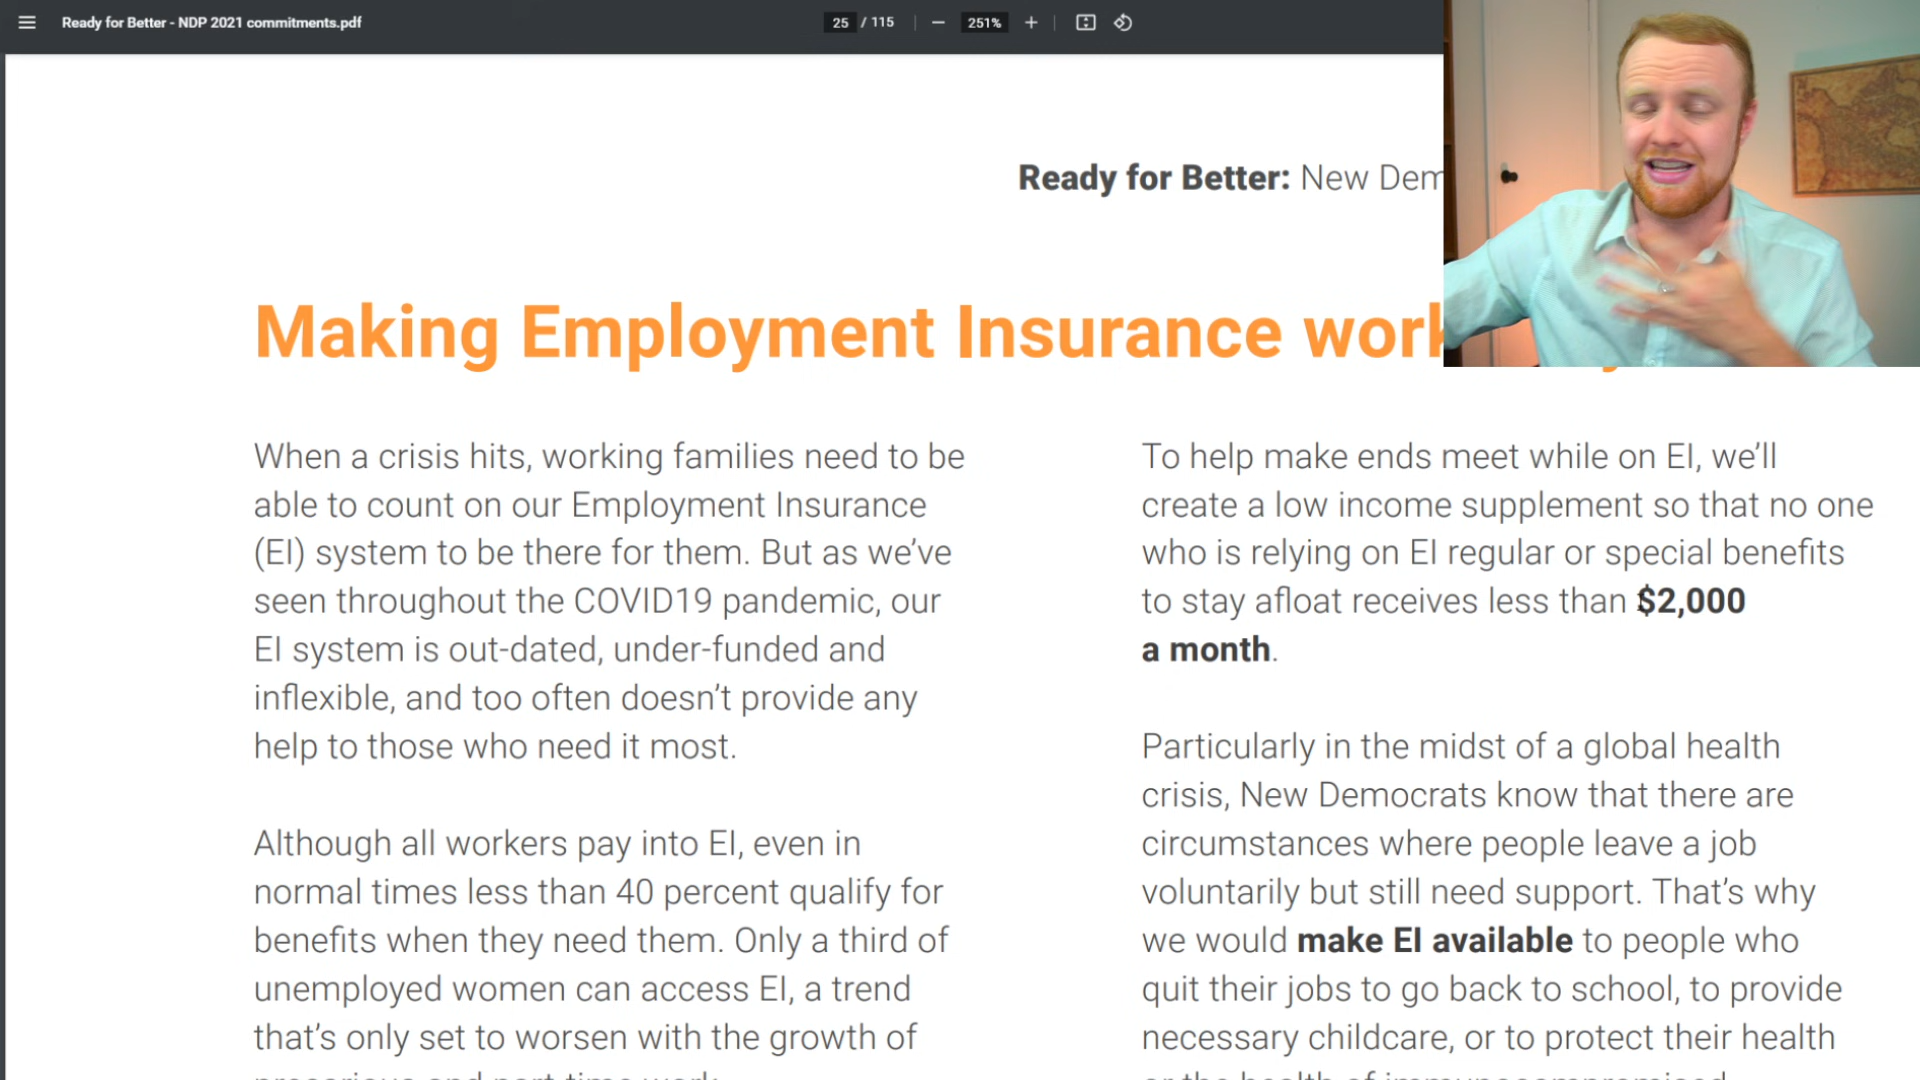 Ready for Better - NDP 2021 commitments.pdf
25 / 115
251%
Ready for Better: New Dem
Making Employment Insurance work
When a crisis hits, working families need to be
able to count on our Employment Insurance
(EI) system to be there for them. But as we've
seen throughout the COVID19 pandemic, our
EI system is out-dated, under-funded and
inflexible, and too often doesn't provide any
help to those who need it most.
Although all workers pay into EI, even in
normal times less than 40 percent qualify for
benefits when they need them. Only a third of
unemployed women can access EI, a trend
that's only set to worsen with the growth of
To help make ends meet while on EI, we'll
create a low income supplement so that no one
who is relying on EI regular or special benefits
to stay afloat receives less than $2,000
a month.
Particularly in the midst of a global health
crisis, New Democrats know that there are
circumstances where people leave a job
voluntarily but still need support. That's why
we would make EI available to people who
quit their jobs to go back to school, to provide
necessary childcare, or to protect their health